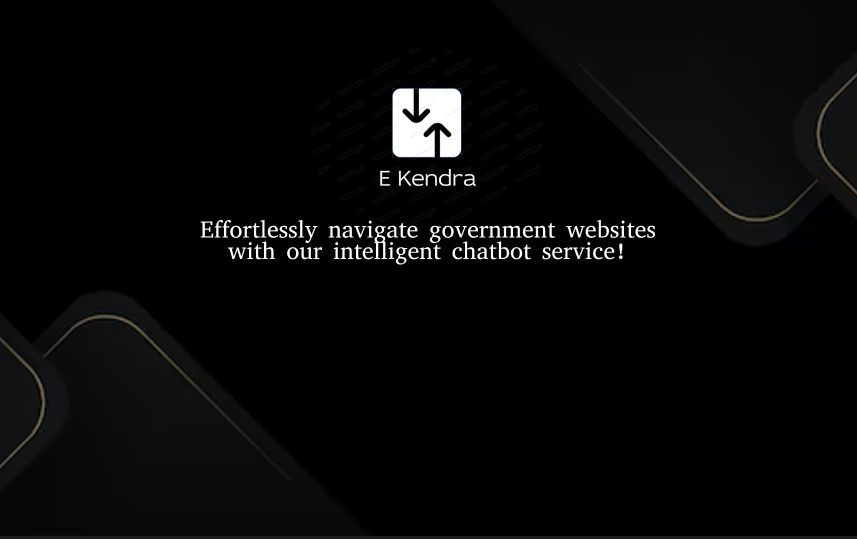 E Kendra
Effortlessly navigate government websites
with our intelligent chatbot service!